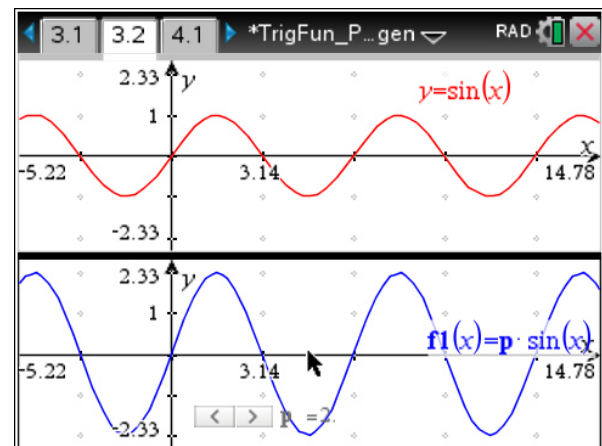 3.1 3.2 4.1 *TrigFun_P…gen RAD
2.33 y
y=sin(x)
1
x
-5.22 3.14 14.78
-2.33
2.33 y
1
f1(x)=p·sin(x)
x
-5.22 3.14 14.78
< > p =2.
-2.33